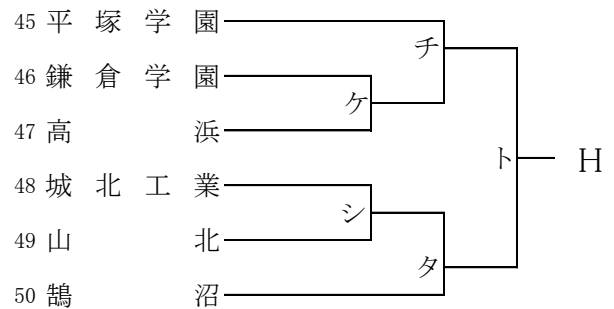 45 平塚学園
チ
46 鎌倉学園
ケ
47 高浜
ト H
48 城北工業
シ
49 山北
タ
50 鵠沼